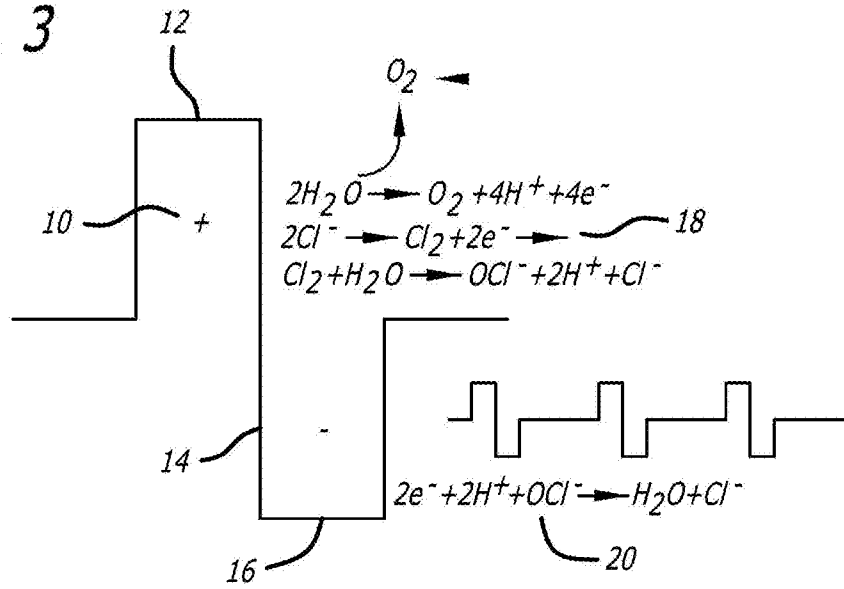 3
12
O₂
2H₂O → O₂ +4H⁺ +4e⁻
10
+
2Cl⁻ → Cl₂+2e⁻ →
18
Cl₂+H₂O → OCl⁻+2H⁺+Cl⁻
14
-
2e⁻+2H⁺+OCl⁻ → H₂O+Cl⁻
16
20